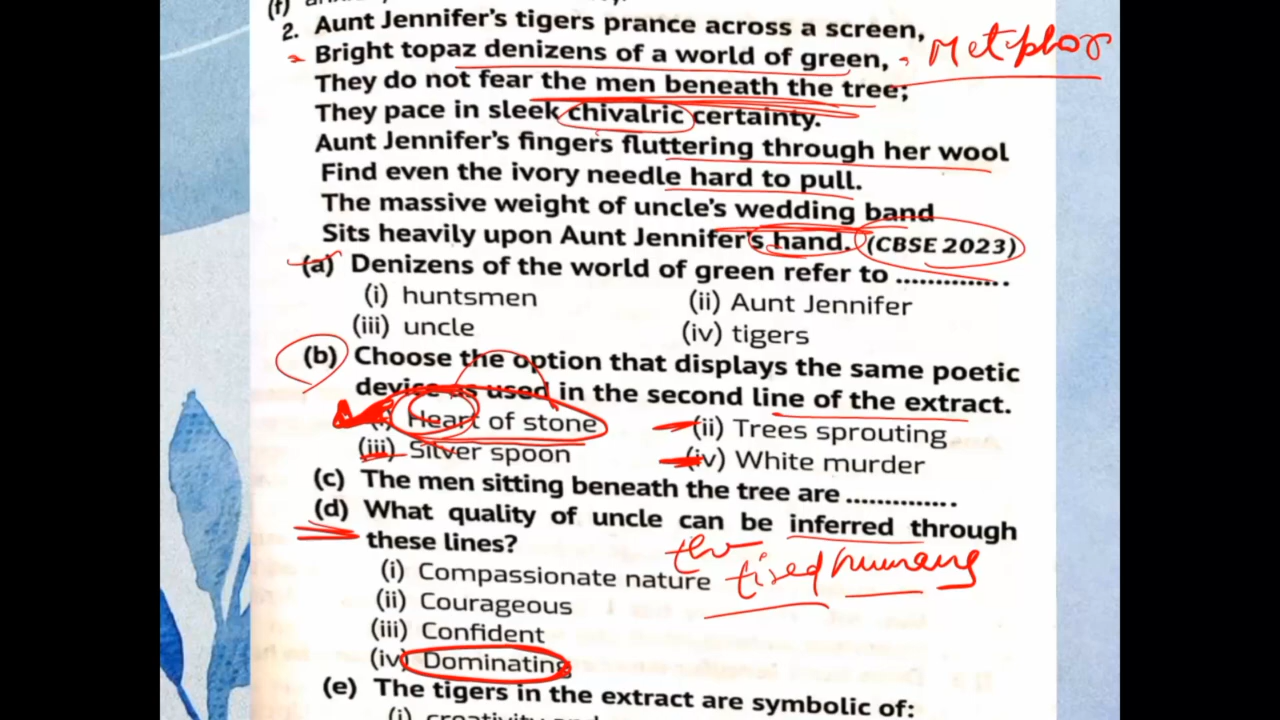 (f)
2. Aunt Jennifer's tigers prance across a screen,
Bright topaz denizens of a world of green, Metphor
They do not fear the men beneath the tree;
They pace in sleek chivalric certainty.
Aunt Jennifer's fingers fluttering through her wool
Find even the ivory needle hard to pull.
The massive weight of uncle's wedding band
Sits heavily upon Aunt Jennifer's hand. (CBSE 2023)
(a) Denizens of the world of green refer to ..............
(i) huntsmen (ii) Aunt Jennifer
(iii) uncle (iv) tigers
(b) Choose the option that displays the same poetic
device as used in the second line of the extract.
(i) Heart of stone (ii) Trees sprouting
(iii) Silver spoon (iv) White murder
(c) The men sitting beneath the tree are ..............
(d) What quality of uncle can be inferred through
these lines?
(i) Compassionate nature tired humans
(ii) Courageous
(iii) Confident
(iv) Dominating
(e) The tigers in the extract are symbolic of:
(i) creativity and